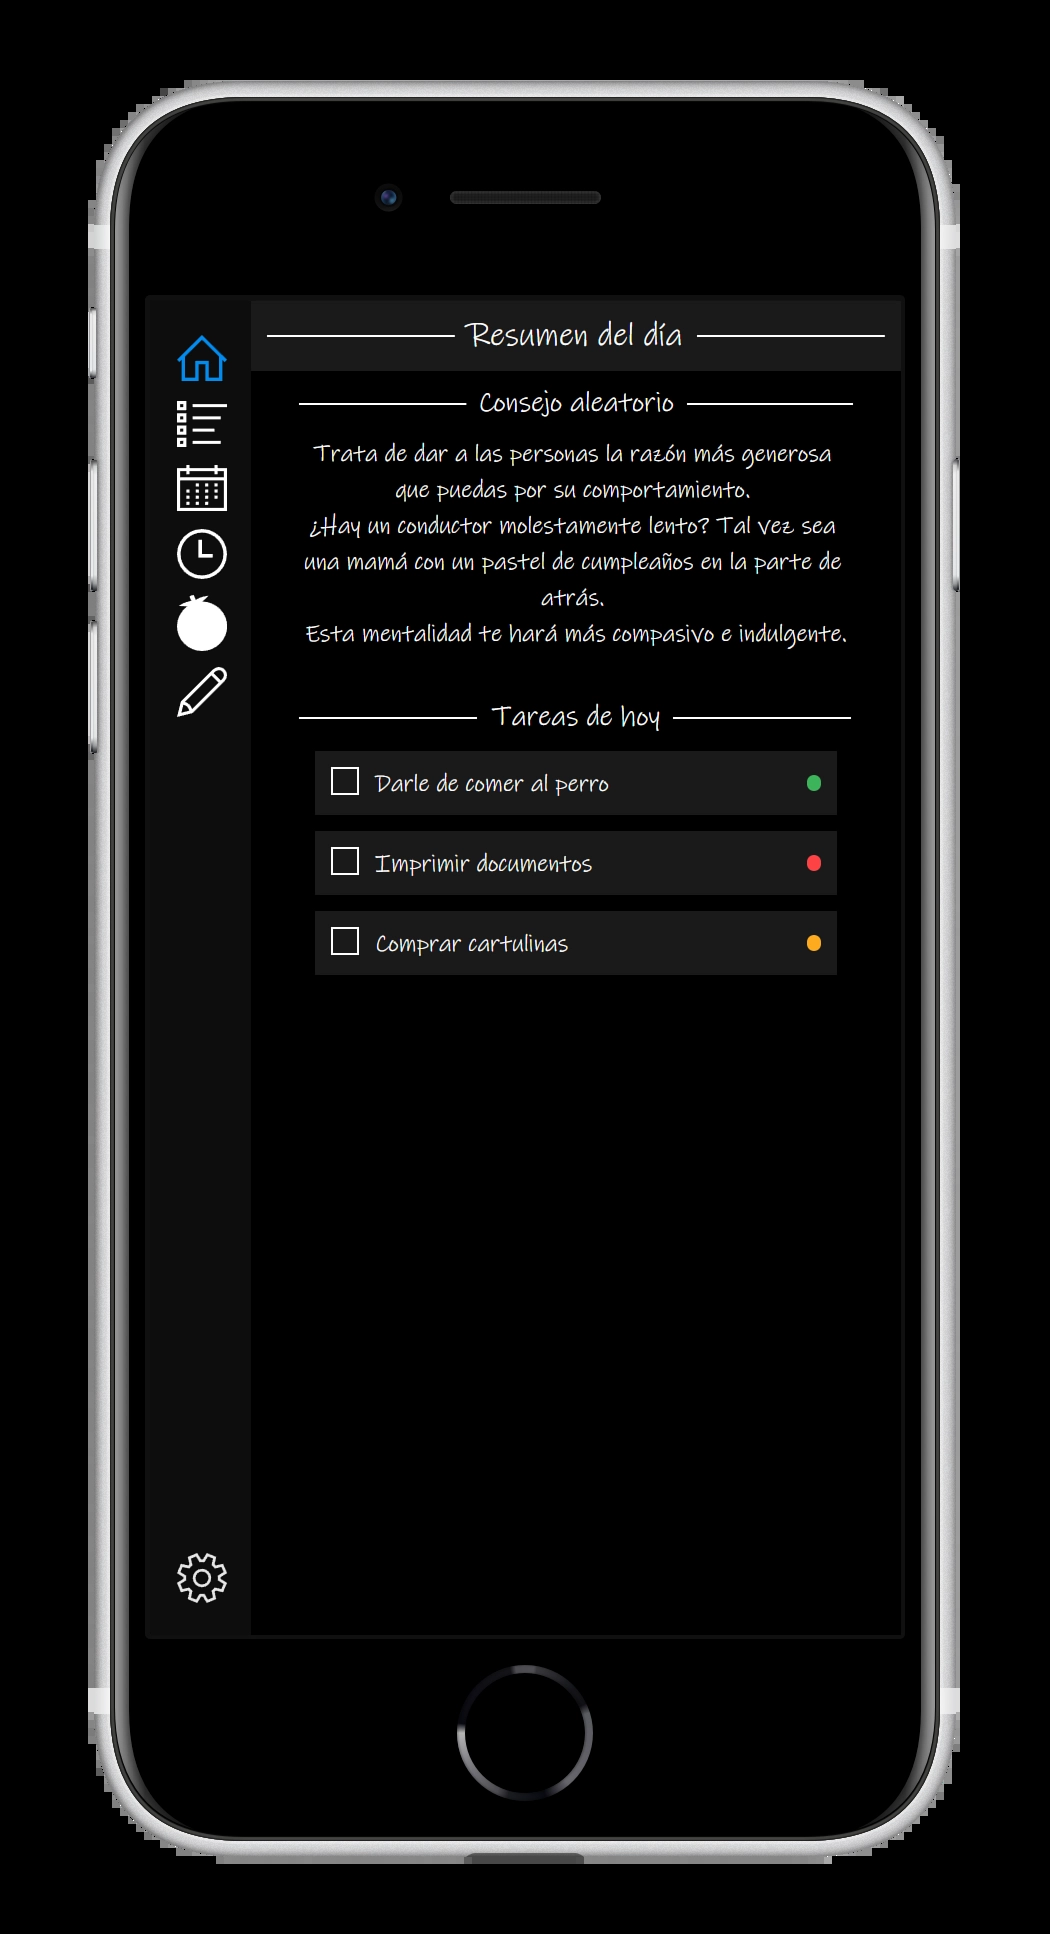 Resumen del día
Consejo aleatorio
Trata de dar a las personas la razón más generosa
que puedas por su comportamiento.
¿Hay un conductor molestamente lento? Tal vez sea
una mamá con un pastel de cumpleaños en la parte de
atrás.
Esta mentalidad te hará más compasivo e indulgente.
Tareas de hoy
Darle de comer al perro
Imprimir documentos
Comprar cartulinas